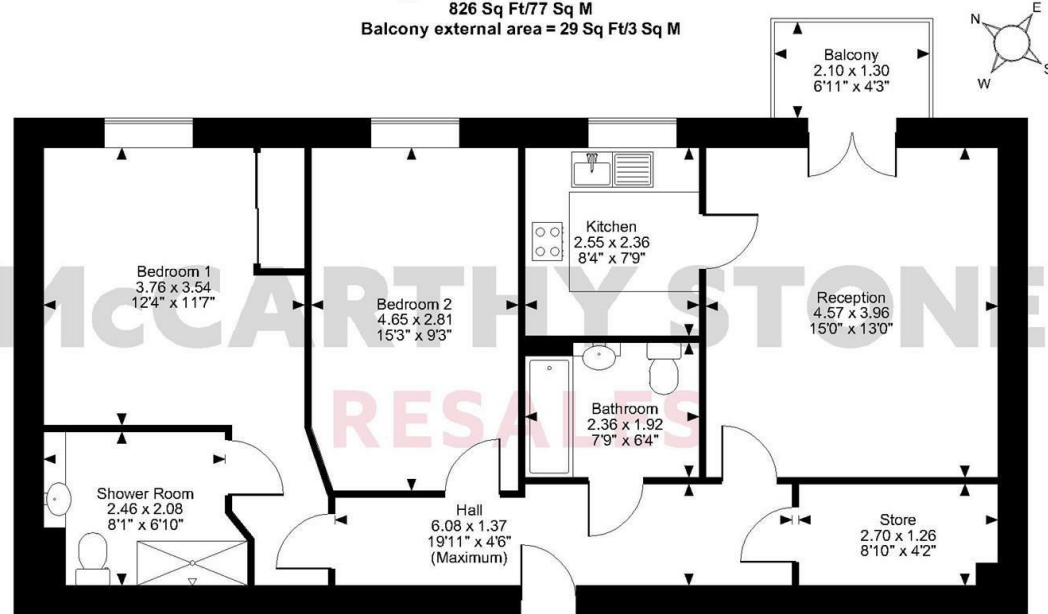 826 Sq Ft/77 Sq M
Balcony external area = 29 Sq Ft/3 Sq M
N
E
W
S
Balcony
2.10 x 1.30
6'11" x 4'3"
Bedroom 1
3.76 x 3.54
12'4" x 11'7"
Bedroom 2
4.65 x 2.81
15'3" x 9'3"
Kitchen
2.55 x 2.36
8'4" x 7'9"
Reception
4.57 x 3.96
15'0" x 13'0"
McCARTHY STONE
RESALES
Bathroom
2.36 x 1.92
7'9" x 6'4"
Shower Room
2.46 x 2.08
8'1" x 6'10"
Hall
6.08 x 1.37
19'11" x 4'6"
(Maximum)
Store
2.70 x 1.26
8'10" x 4'2"